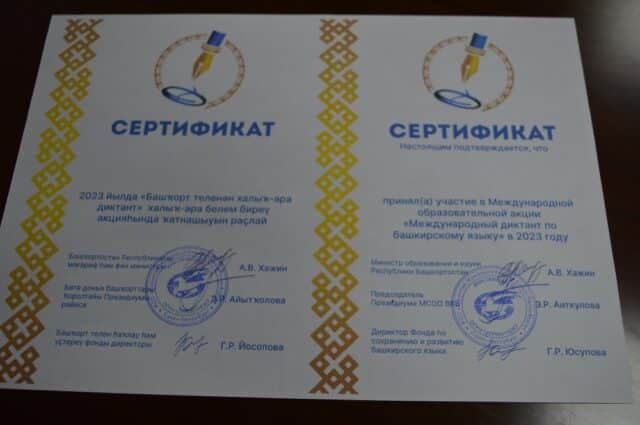 СЕРТИФИКАТ
2023 йылда «Башҡорт теленән халыҡ-ара
диктант» халыҡ-ара белем биреү
акцияһында ҡатнашыуын раҫлай
Башҡортостан Республикаһы
мәғариф һәм фән министры
А.В. Хажин
Бөтә донъя башҡорттары
Ҡоролтайы Президиумы
рәйесе
Э.Р. Айытҡолова
Башҡорт телен һаҡлау һәм
үҫтереү фонды директоры
Г.Р. Йосопова
СЕРТИФИКАТ
Настоящим подтверждается, что
принял(а) участие в Международной
образовательной акции
«Международный диктант по
башкирскому языку» в 2023 году
Министр образования и науки
Республики Башкортостан
А.В. Хажин
Председатель
Президиума МСОО ВКБ
Э.Р. Аиткулова
Директор Фонда по
сохранению и развитию
башкирского языка
Г.Р. Юсупова